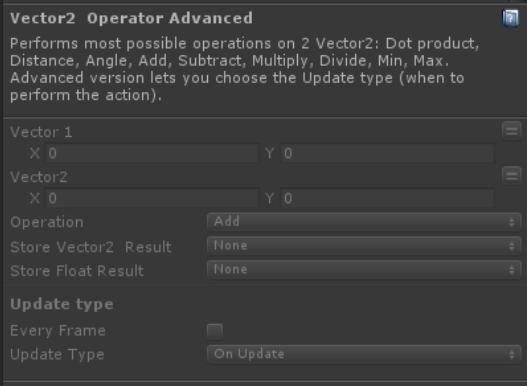 Vector2 Operator Advanced
Performs most possible operations on 2 Vector2: Dot product,
Distance, Angle, Add, Subtract, Multiply, Divide, Min, Max.
Advanced version lets you choose the Update type (when to
perform the action).
Vector 1
X 0 Y 0
Vector2
X 0 Y 0
Operation Add
Store Vector2 Result None
Store Float Result None
Update type
Every Frame
Update Type On Update